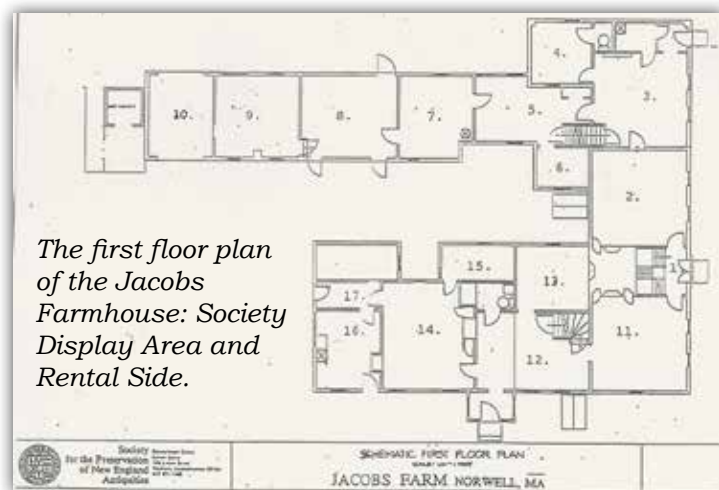 4.
3.
10.
9.
8.
7.
5.
6.
2.
1
The first floor plan
of the Jacobs
Farmhouse: Society
Display Area and
Rental Side.
15.
13.
17.
16.
14.
12.
11.
Society
for the Preservation
of New England
Antiquities
SCHEMATIC FIRST FLOOR PLAN
JACOBS FARM NORWELL, MA